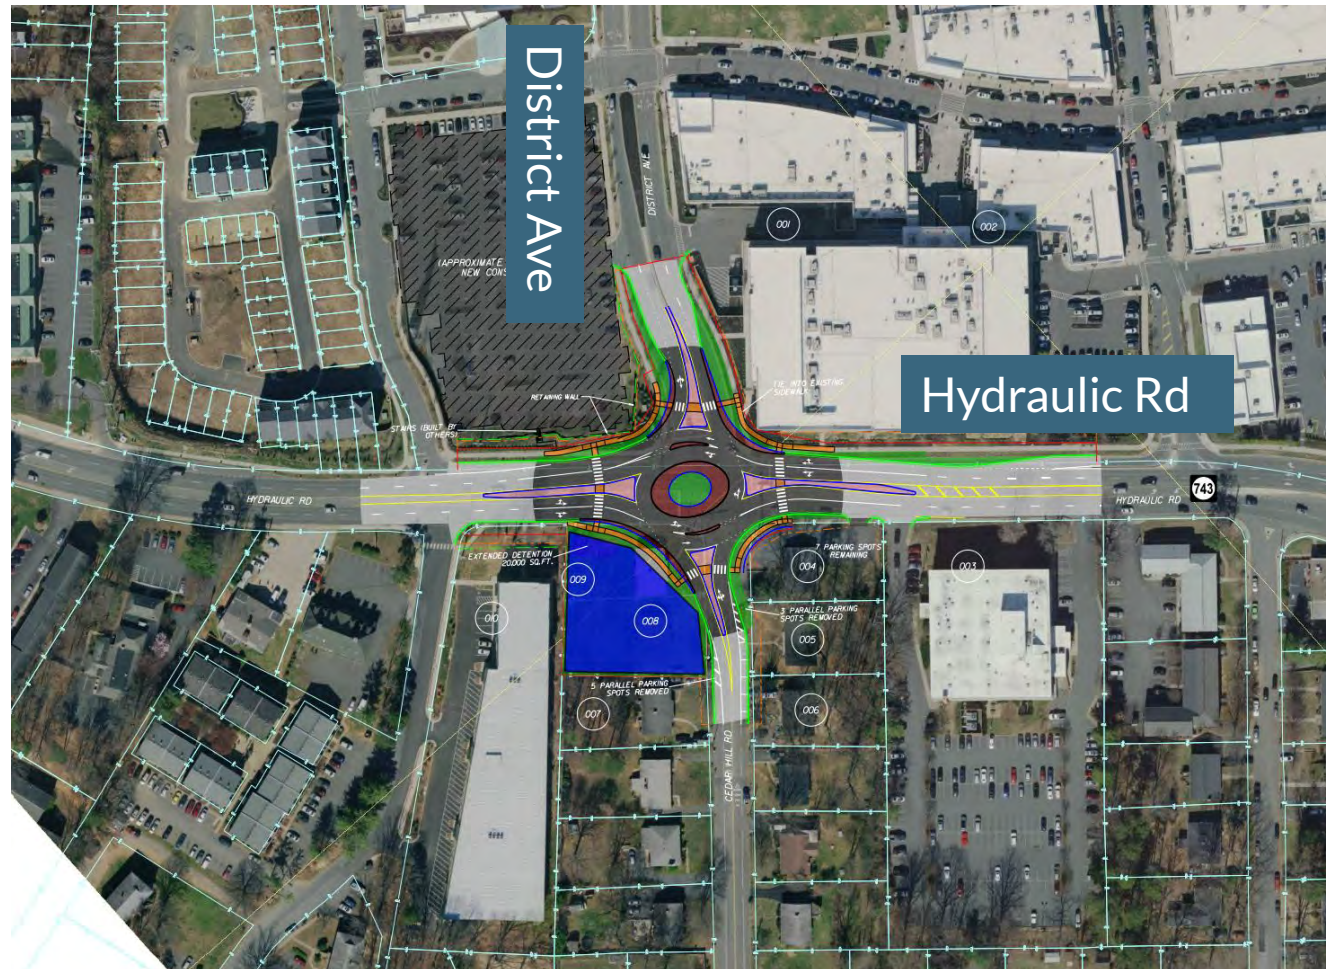 District Ave
DISTRICT AVE
001
002
(APPROXIMATE
NEW CONS
Hydraulic Rd
TIE INTO EXISTING
SIDEWALK
RETAINING WALL
STAIRS (BUILT BY
OTHERS)
HYDRAULIC RD
HYDRAULIC RD
743
EXTENDED DETENTION
20,000 SQ.FT.
7 PARKING SPOTS
REMAINING
009
004
003
3 PARALLEL PARKING
SPOTS REMOVED
010
008
005
5 PARALLEL PARKING
SPOTS REMOVED
007
006
CEDAR HILL RD